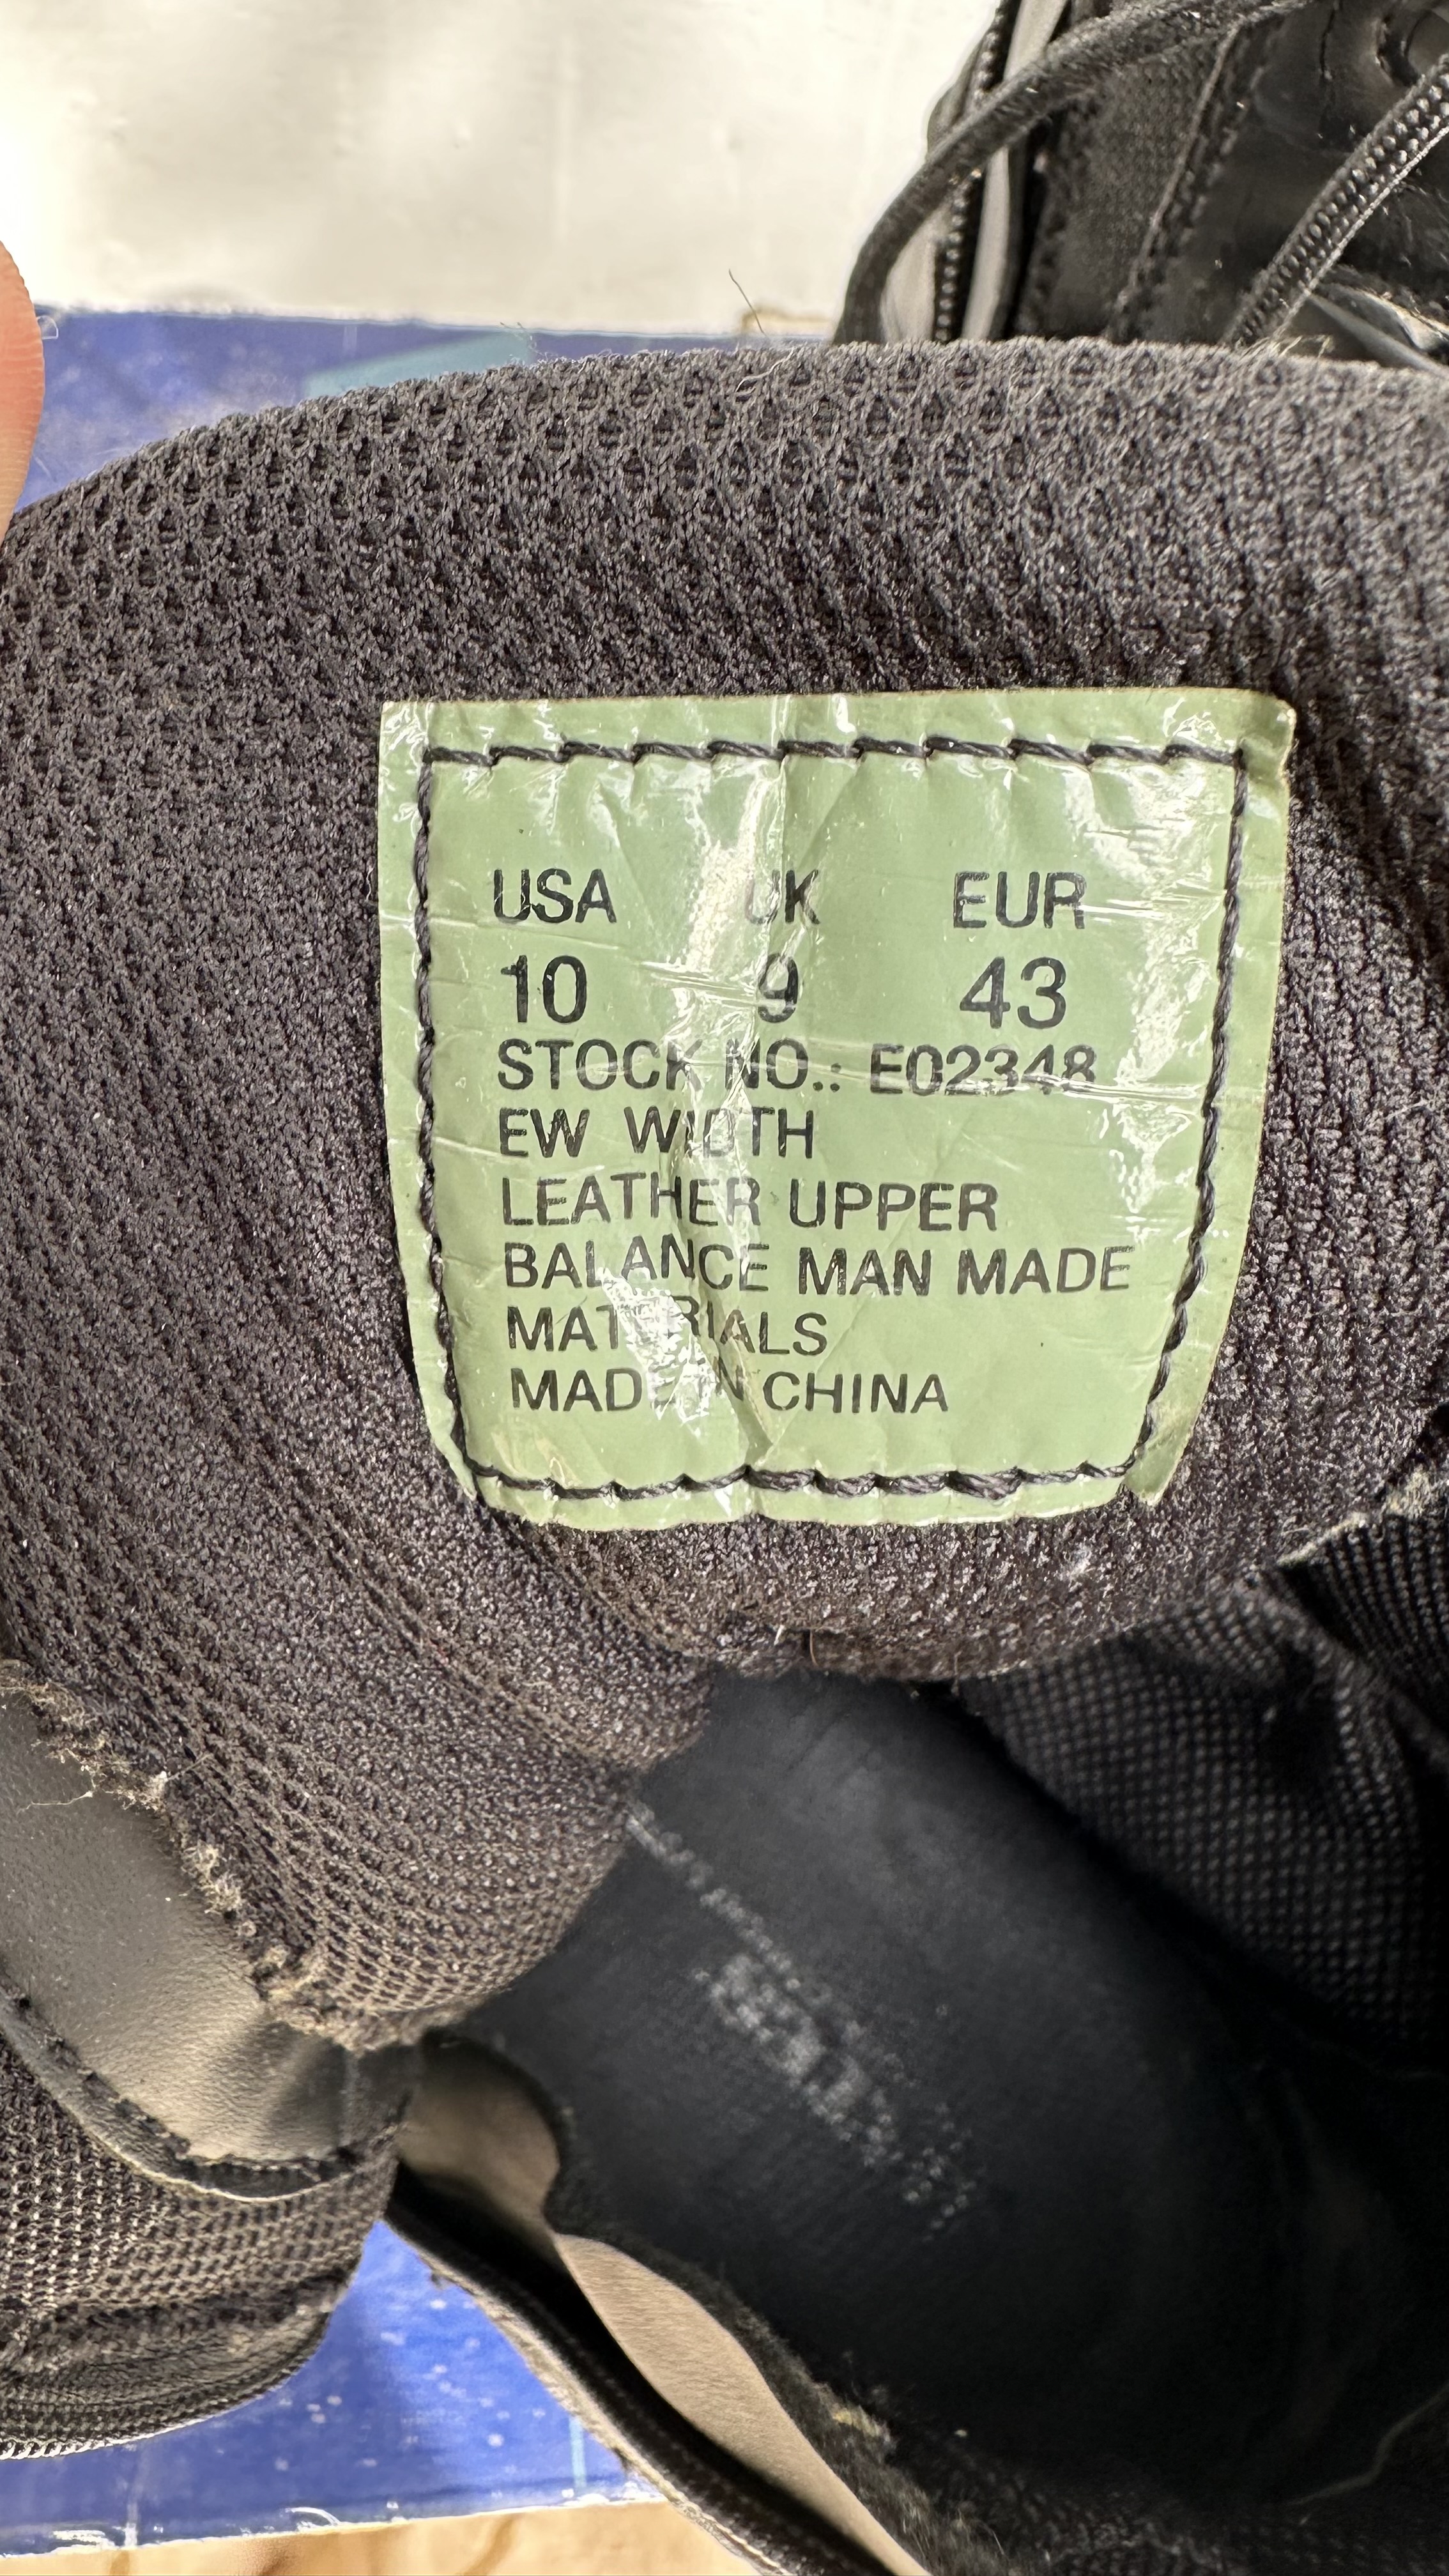 USA UK EUR
10 9 43
STOCK NO.: E02348
EW WIDTH
LEATHER UPPER
BALANCE MAN MADE
MATERIALS
MADE IN CHINA